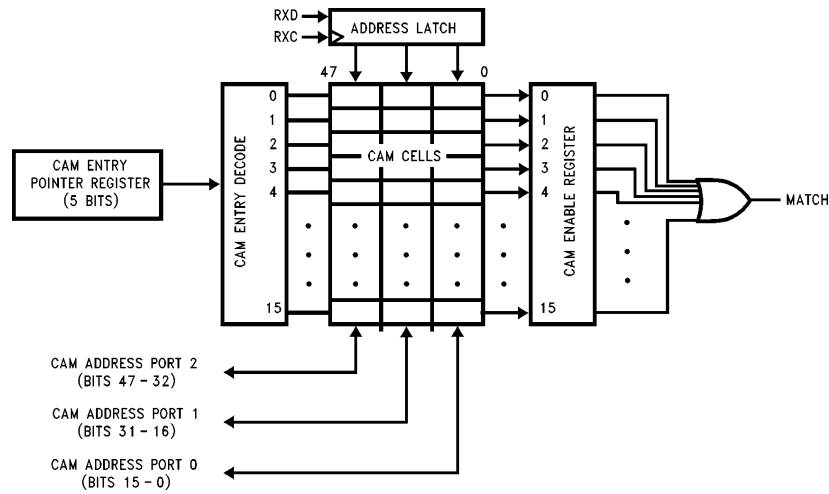 RXD
RXC
ADDRESS LATCH
47
0
CAM ENTRY DECODE
0
1
2
3
4
15
CAM CELLS
CAM ENABLE REGISTER
0
1
2
3
4
15
CAM ENTRY
POINTER REGISTER
(5 BITS)
MATCH
CAM ADDRESS PORT 2
(BITS 47 – 32)
CAM ADDRESS PORT 1
(BITS 31 – 16)
CAM ADDRESS PORT 0
(BITS 15 – 0)